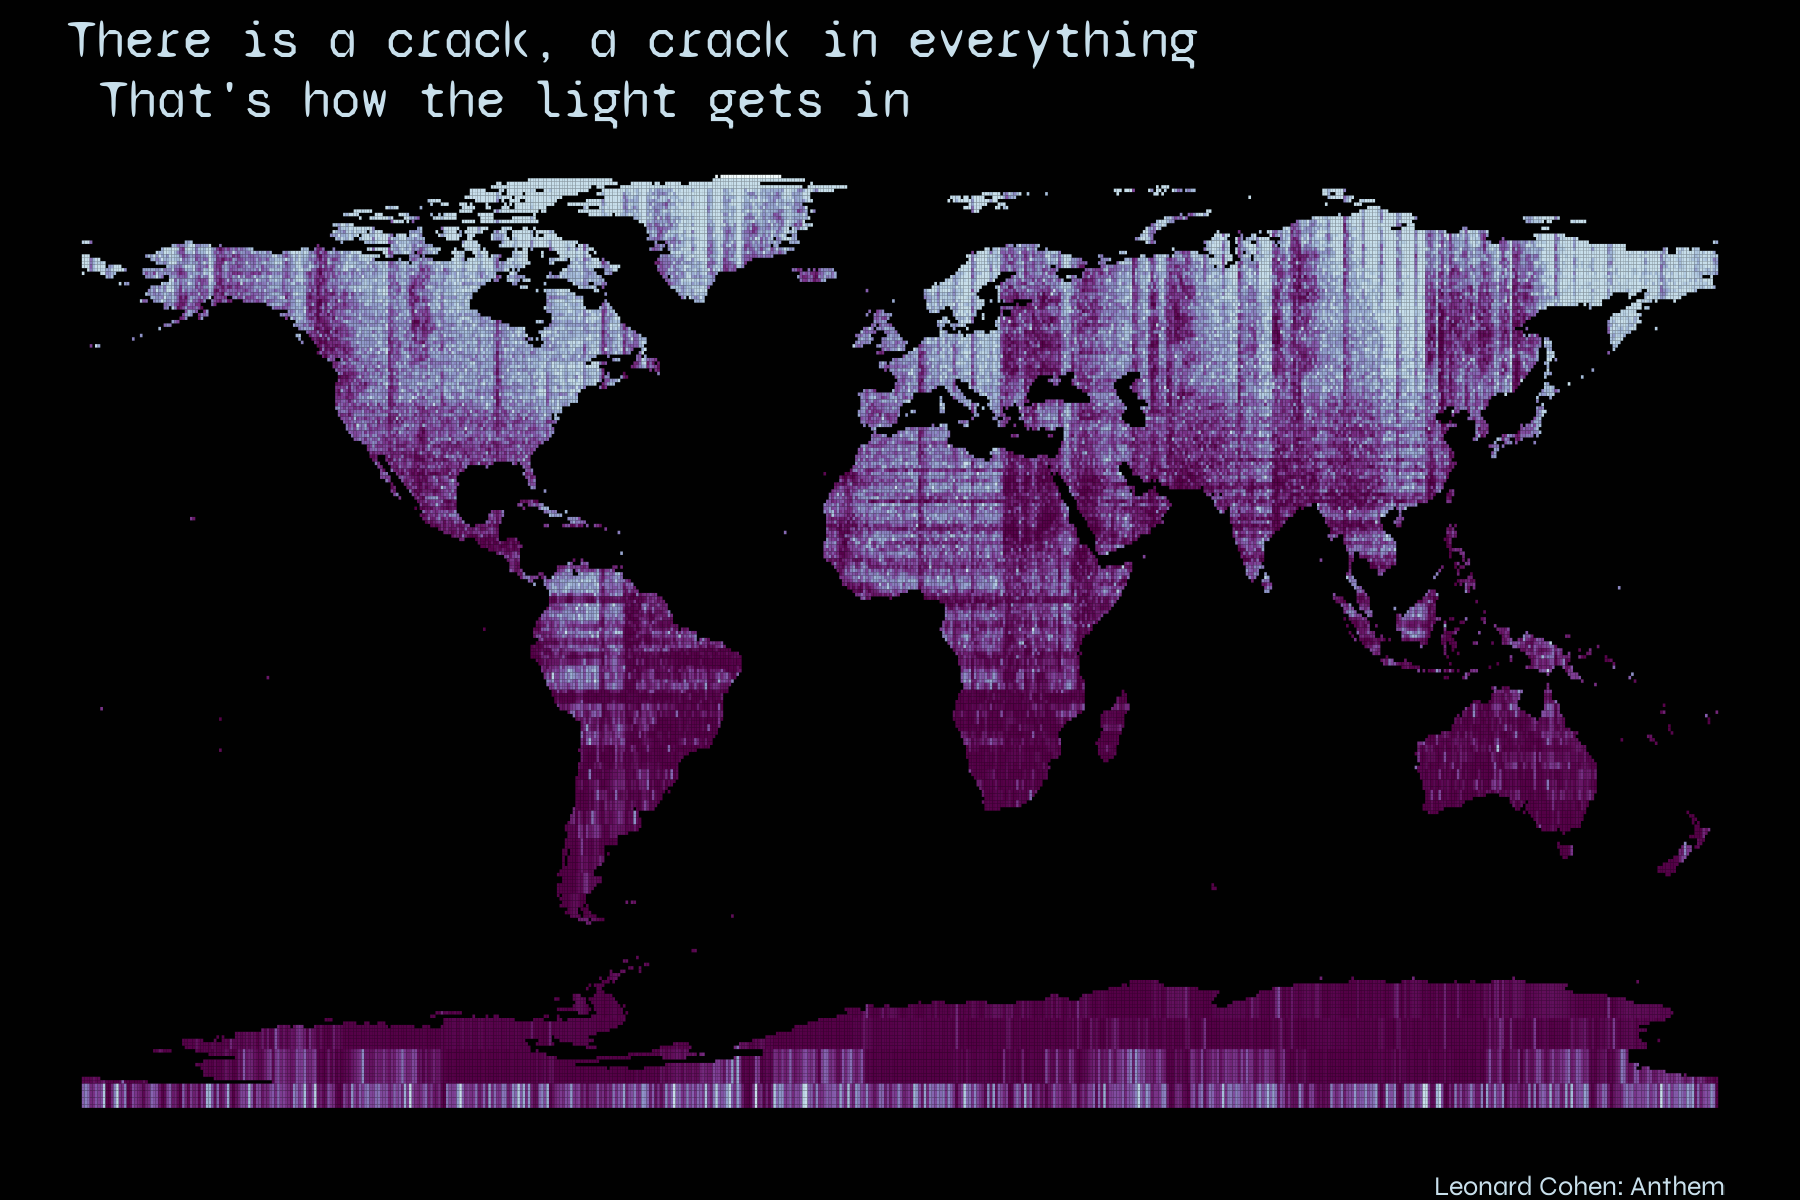 There is a crack, a crack in everything
That's how the light gets in
Leonard Cohen: Anthem